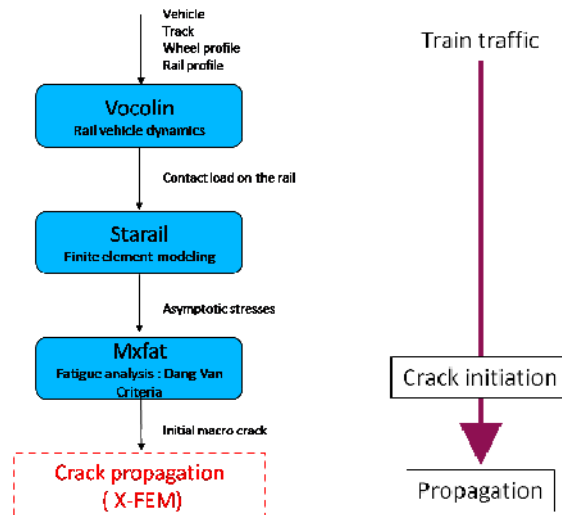 Vehicle
Track
Wheel profile
Rail profile
Vocolin
Rail vehicle dynamics
Contact load on the rail
Starail
Finite element modeling
Asymptotic stresses
Mxfat
Fatigue analysis : Dang Van
Criteria
Initial macro crack
Crack propagation
( X-FEM)
Train traffic
Crack initiation
Propagation